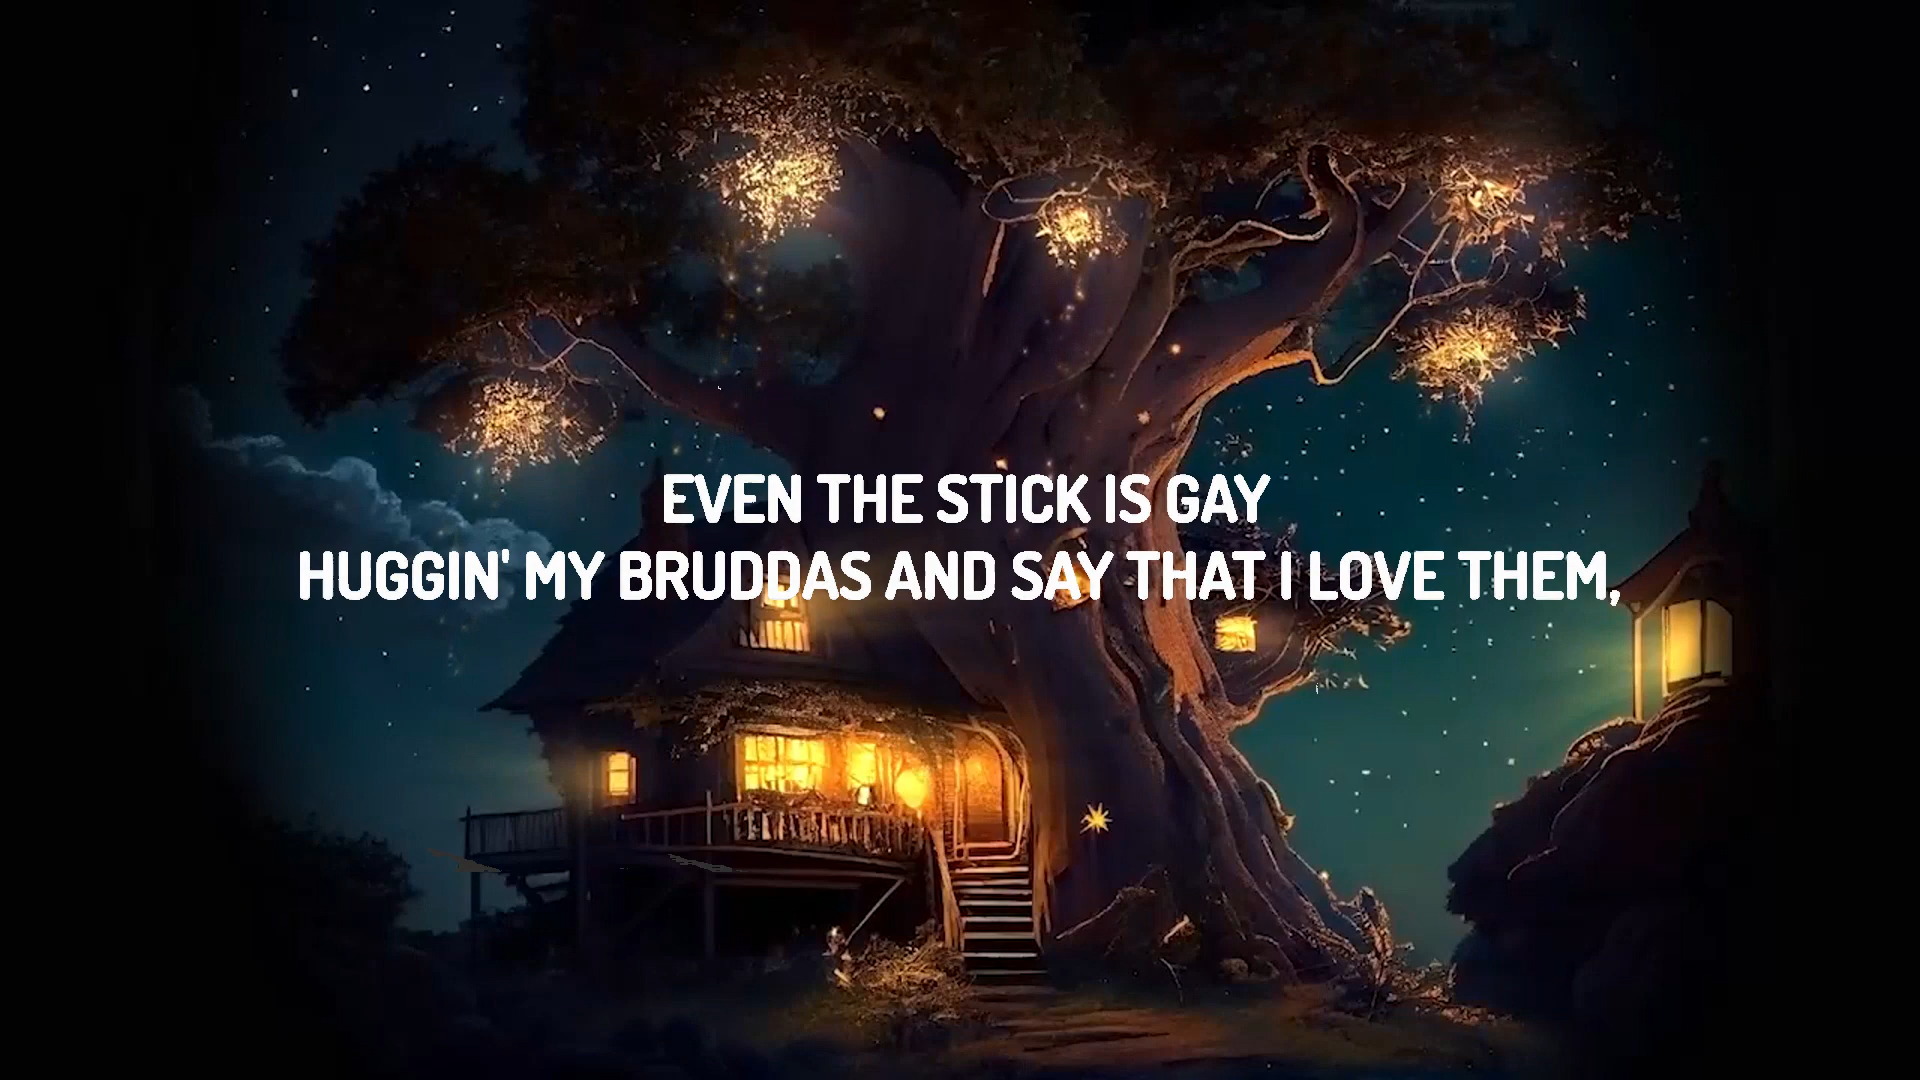 EVEN THE STICK IS GAY
HUGGIN' MY BRUDDAS AND SAY THAT I LOVE THEM,